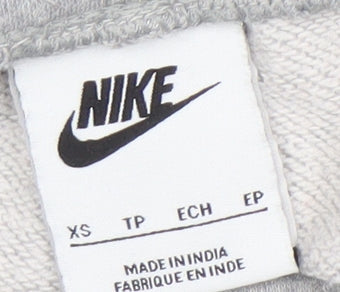 NIKE
XS TP ECH EP
MADE IN INDIA
FABRIQUE EN INDE